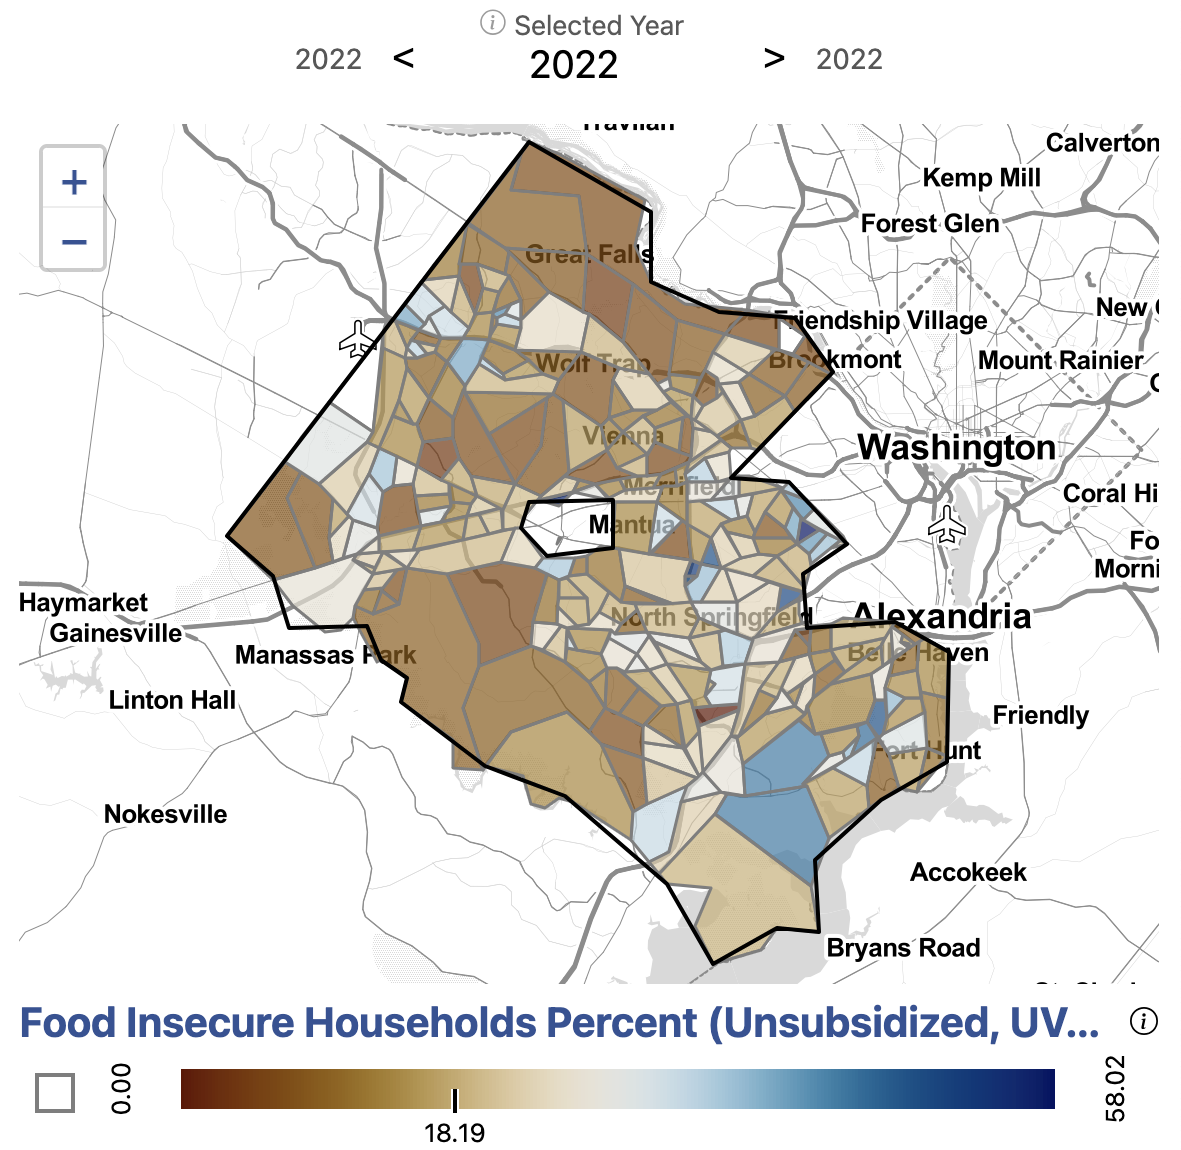 Selected Year
2022 < 2022 > 2022
Travilah
Calverton
Kemp Mill
Forest Glen
Great Falls
New
Friendship Village
Wolf Trap
Brookmont
Mount Rainier
Vienna
Washington
Merrifield
Coral Hi
Mantua
Fo
Morni
Haymarket
North Springfield
Alexandria
Gainesville
Manassas Park
Belle Haven
Linton Hall
Friendly
Fort Hunt
Nokesville
Accokeek
Bryans Road
+
−
Food Insecure Households Percent (Unsubsidized, UV...
0.00
58.02
18.19